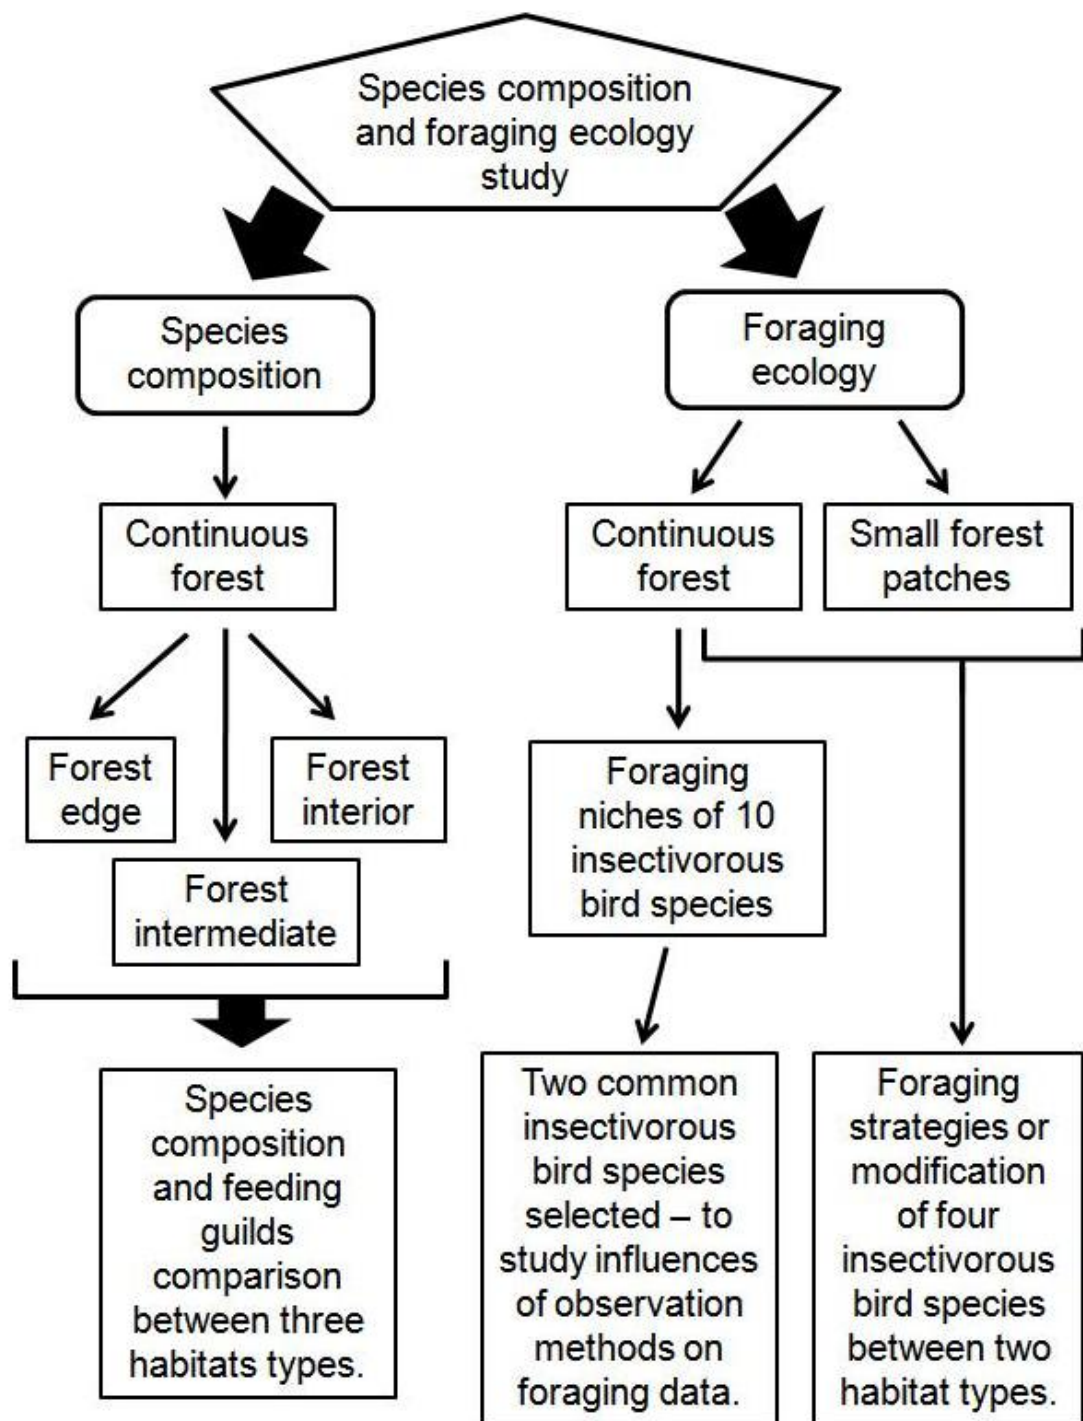 Species composition
and foraging ecology
study
Species
composition
Foraging
ecology
Continuous
forest
Continuous
forest
Small forest
patches
Forest
edge
Forest
interior
Forest
intermediate
Foraging
niches of 10
insectivorous
bird species
Species
composition
and feeding
guilds
comparison
between three
habitats types.
Two common
insectivorous
bird species
selected – to
study influences
of observation
methods on
foraging data.
Foraging
strategies or
modification
of four
insectivorous
bird species
between two
habitat types.